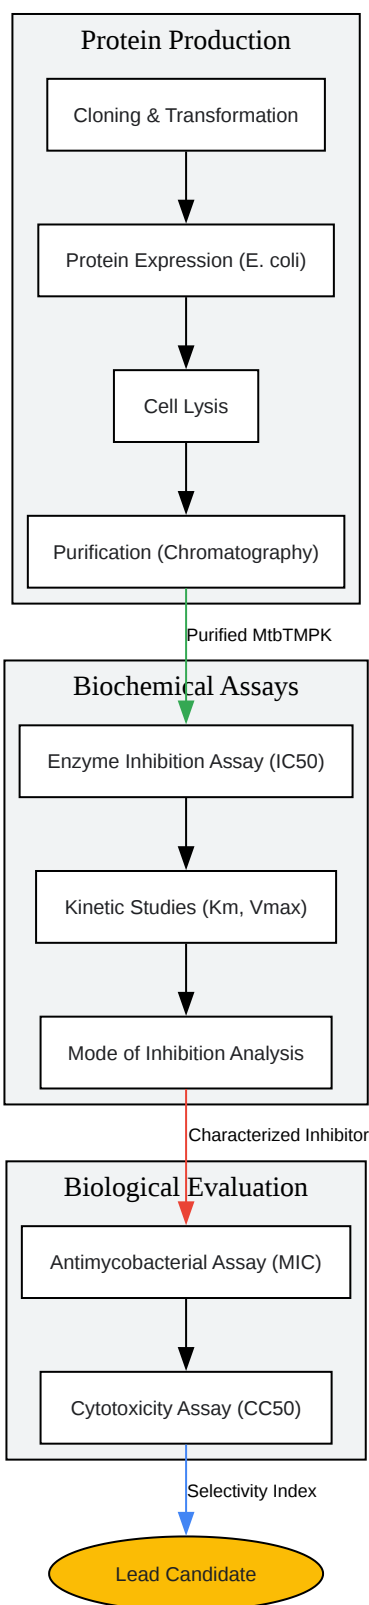 Protein Production
Cloning & Transformation
Protein Expression (E. coli)
Cell Lysis
Purification (Chromatography)
Purified MtbTMPK
Biochemical Assays
Enzyme Inhibition Assay (IC50)
Kinetic Studies (Km, Vmax)
Mode of Inhibition Analysis
Characterized Inhibitor
Biological Evaluation
Antimycobacterial Assay (MIC)
Cytotoxicity Assay (CC50)
Selectivity Index
Lead Candidate